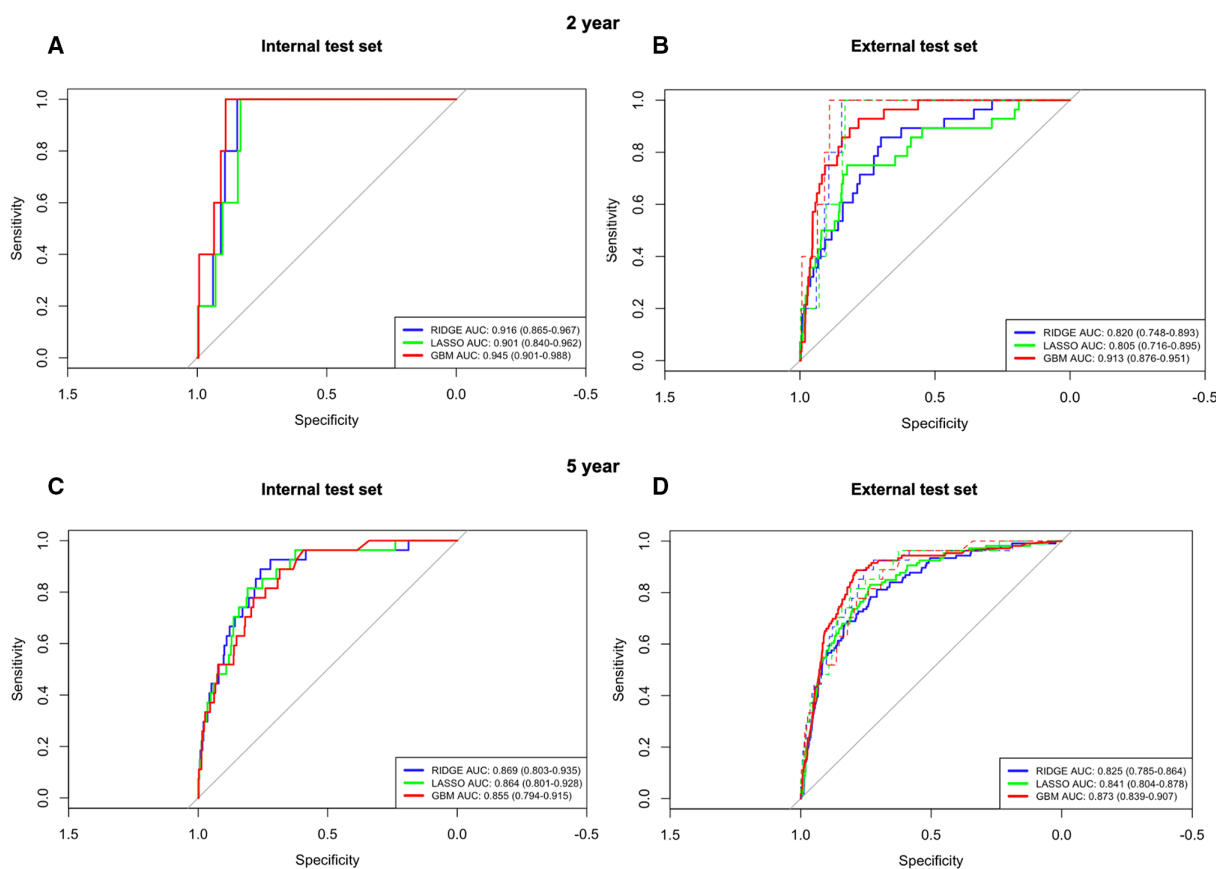 2 year
A
Internal test set
Sensitivity
0.0
0.2
0.4
0.6
0.8
1.0
RIDGE AUC: 0.916 (0.865-0.967)
LASSO AUC: 0.901 (0.840-0.962)
GBM AUC: 0.945 (0.901-0.988)
1.5 1.0 0.5 0.0 -0.5
Specificity
B
External test set
Sensitivity
0.0
0.2
0.4
0.6
0.8
1.0
RIDGE AUC: 0.820 (0.748-0.893)
LASSO AUC: 0.805 (0.716-0.895)
GBM AUC: 0.913 (0.876-0.951)
1.5 1.0 0.5 0.0 -0.5
Specificity
5 year
C
Internal test set
Sensitivity
0.0
0.2
0.4
0.6
0.8
1.0
RIDGE AUC: 0.869 (0.803-0.935)
LASSO AUC: 0.864 (0.801-0.928)
GBM AUC: 0.855 (0.794-0.915)
1.5 1.0 0.5 0.0 -0.5
Specificity
D
External test set
Sensitivity
0.0
0.2
0.4
0.6
0.8
1.0
RIDGE AUC: 0.825 (0.785-0.864)
LASSO AUC: 0.841 (0.804-0.878)
GBM AUC: 0.873 (0.839-0.907)
1.5 1.0 0.5 0.0 -0.5
Specificity